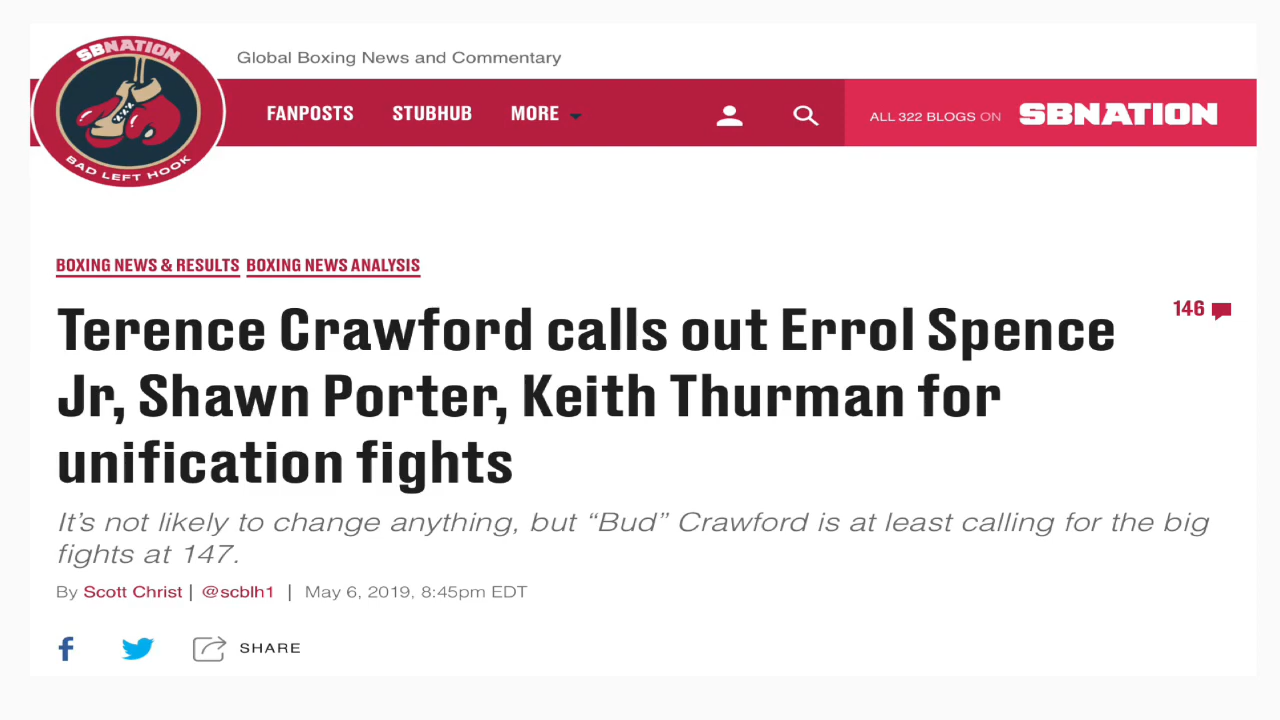 SBNATION
BAD LEFT HOOK
Global Boxing News and Commentary
FANPOSTS STUBHUB MORE
ALL 322 BLOGS ON SBNATION
BOXING NEWS & RESULTS BOXING NEWS ANALYSIS
Terence Crawford calls out Errol Spence
Jr, Shawn Porter, Keith Thurman for
unification fights
146
It’s not likely to change anything, but “Bud” Crawford is at least calling for the big
fights at 147.
By Scott Christ | @scblh1 | May 6, 2019, 8:45pm EDT
SHARE